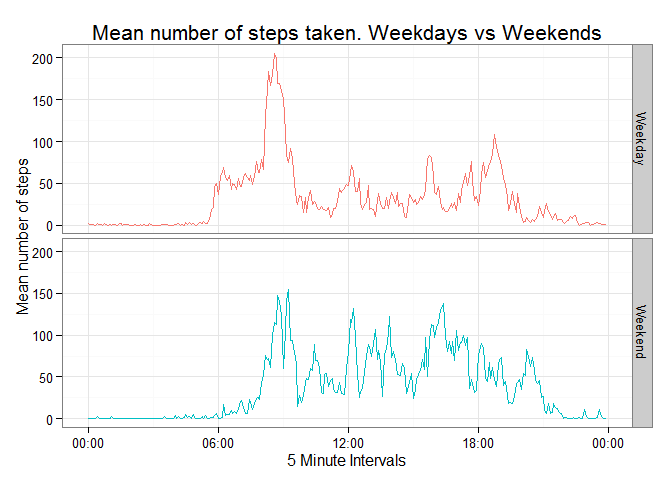 Mean number of steps taken. Weekdays vs Weekends
Mean number of steps
200
150
100
50
0
Weekday
200
150
100
50
0
Weekend
00:00 06:00 12:00 18:00 00:00
5 Minute Intervals